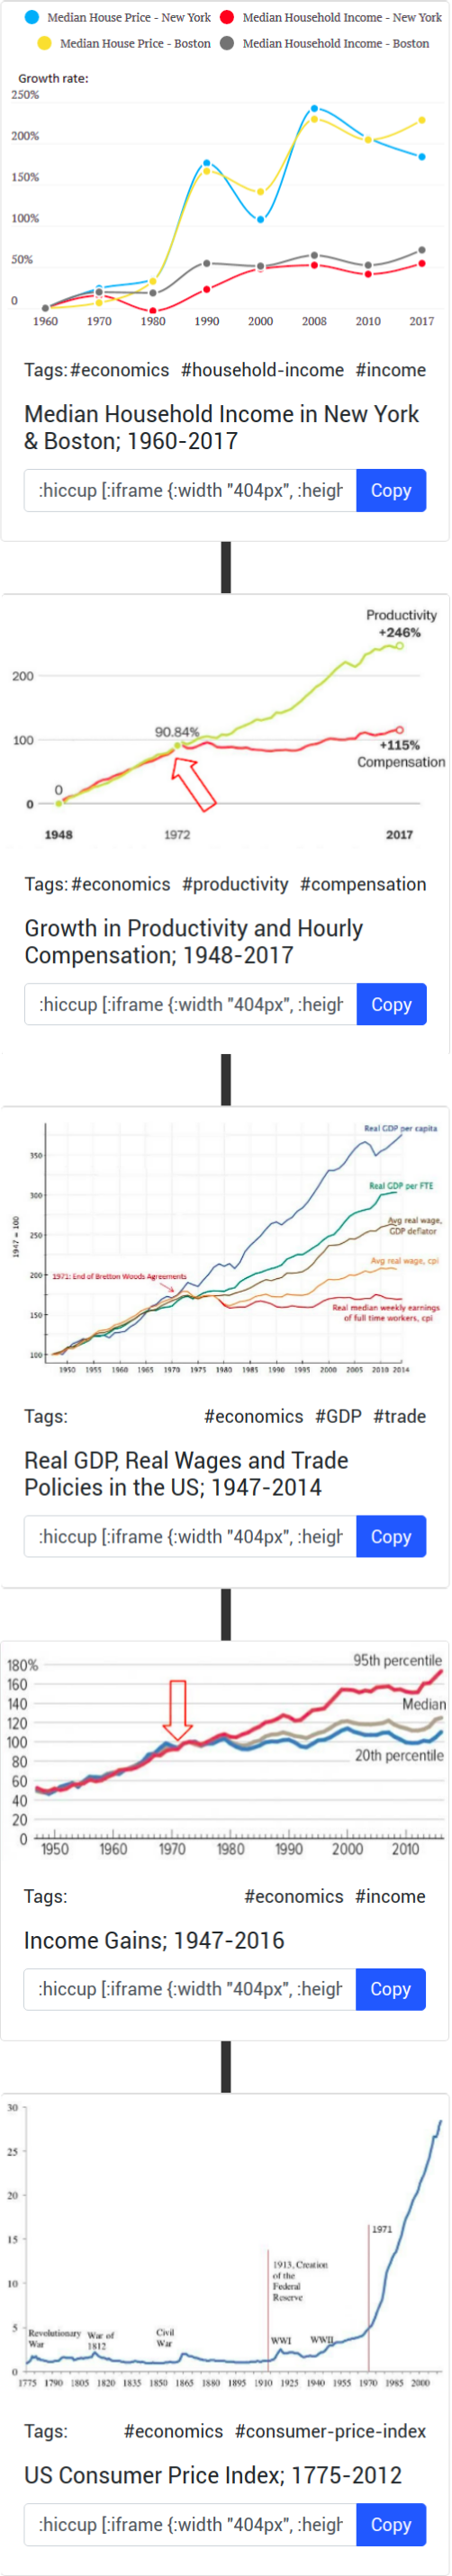 Median House Price - New York Median Household Income - New York
Median House Price - Boston Median Household Income - Boston
Growth rate:
250%
200%
150%
100%
50%
0
1960 1970 1980 1990 2000 2008 2010 2017
Tags: #economics #household-income #income
Median Household Income in New York
& Boston; 1960-2017
:hiccup [:iframe {:width "404px", :heigh Copy
Productivity
+246%
200
90.84%
100
+115%
Compensation
0
0
1948 1972 2017
Tags: #economics #productivity #compensation
Growth in Productivity and Hourly
Compensation; 1948-2017
:hiccup [:iframe {:width "404px", :heigh Copy
Real GDP per capita
350
Real GDP per FTE
300
Avg real wage,
GDP deflator
250
1947 = 100
Avg real wage, cpi
200
1971: End of Bretton Woods Agreements
Real median weekly earnings
of full time workers, cpi
150
100
1950 1955 1960 1965 1970 1975 1980 1985 1990 1995 2000 2005 2010 2014
Tags: #economics #GDP #trade
Real GDP, Real Wages and Trade
Policies in the US; 1947-2014
:hiccup [:iframe {:width "404px", :heigh Copy
180%
95th percentile
160
140
Median
120
100
20th percentile
80
60
40
20
0
1950 1960 1970 1980 1990 2000 2010
Tags: #economics #income
Income Gains; 1947-2016
:hiccup [:iframe {:width "404px", :heigh Copy
30
25
20
15
1971
1913, Creation
of the
Federal
Reserve
10
5
Revolutionary
War
War of
1812
Civil
War
WWI
WWII
0
1775 1790 1805 1820 1835 1850 1865 1880 1895 1910 1925 1940 1955 1970 1985 2000
Tags: #economics #consumer-price-index
US Consumer Price Index; 1775-2012
:hiccup [:iframe {:width "404px", :heigh Copy